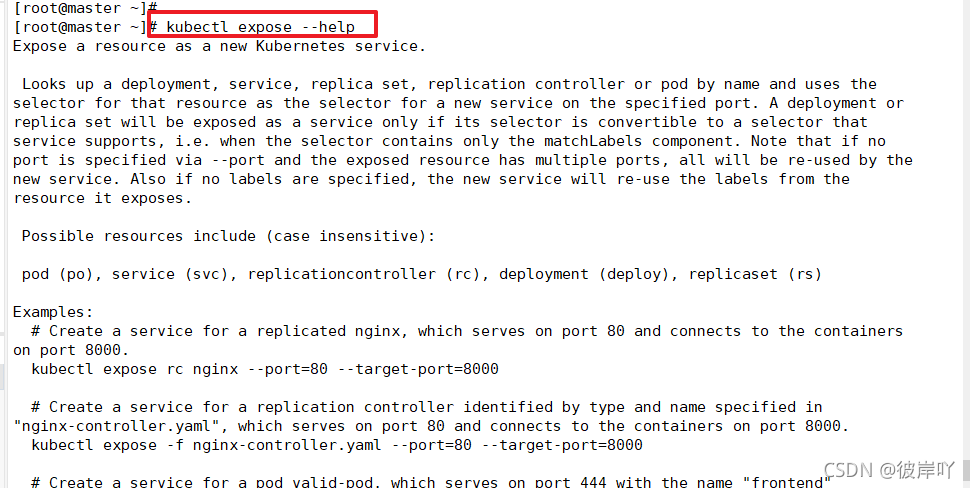 [root@master ~]#
[root@master ~]# kubectl expose --help
Expose a resource as a new Kubernetes service.
Looks up a deployment, service, replica set, replication controller or pod by name and uses the
selector for that resource as the selector for a new service on the specified port. A deployment or
replica set will be exposed as a service only if its selector is convertible to a selector that
service supports, i.e. when the selector contains only the matchLabels component. Note that if no
port is specified via --port and the exposed resource has multiple ports, all will be re-used by the
new service. Also if no labels are specified, the new service will re-use the labels from the
resource it exposes.
Possible resources include (case insensitive):
pod (po), service (svc), replicationcontroller (rc), deployment (deploy), replicaset (rs)
Examples:
# Create a service for a replicated nginx, which serves on port 80 and connects to the containers
on port 8000.
kubectl expose rc nginx --port=80 --target-port=8000
# Create a service for a replication controller identified by type and name specified in
"nginx-controller.yaml", which serves on port 80 and connects to the containers on port 8000.
kubectl expose -f nginx-controller.yaml --port=80 --target-port=8000
# Create a service for a pod valid-pod, which serves on port 444 with the name "frontend"
CSDN @彼岸吖